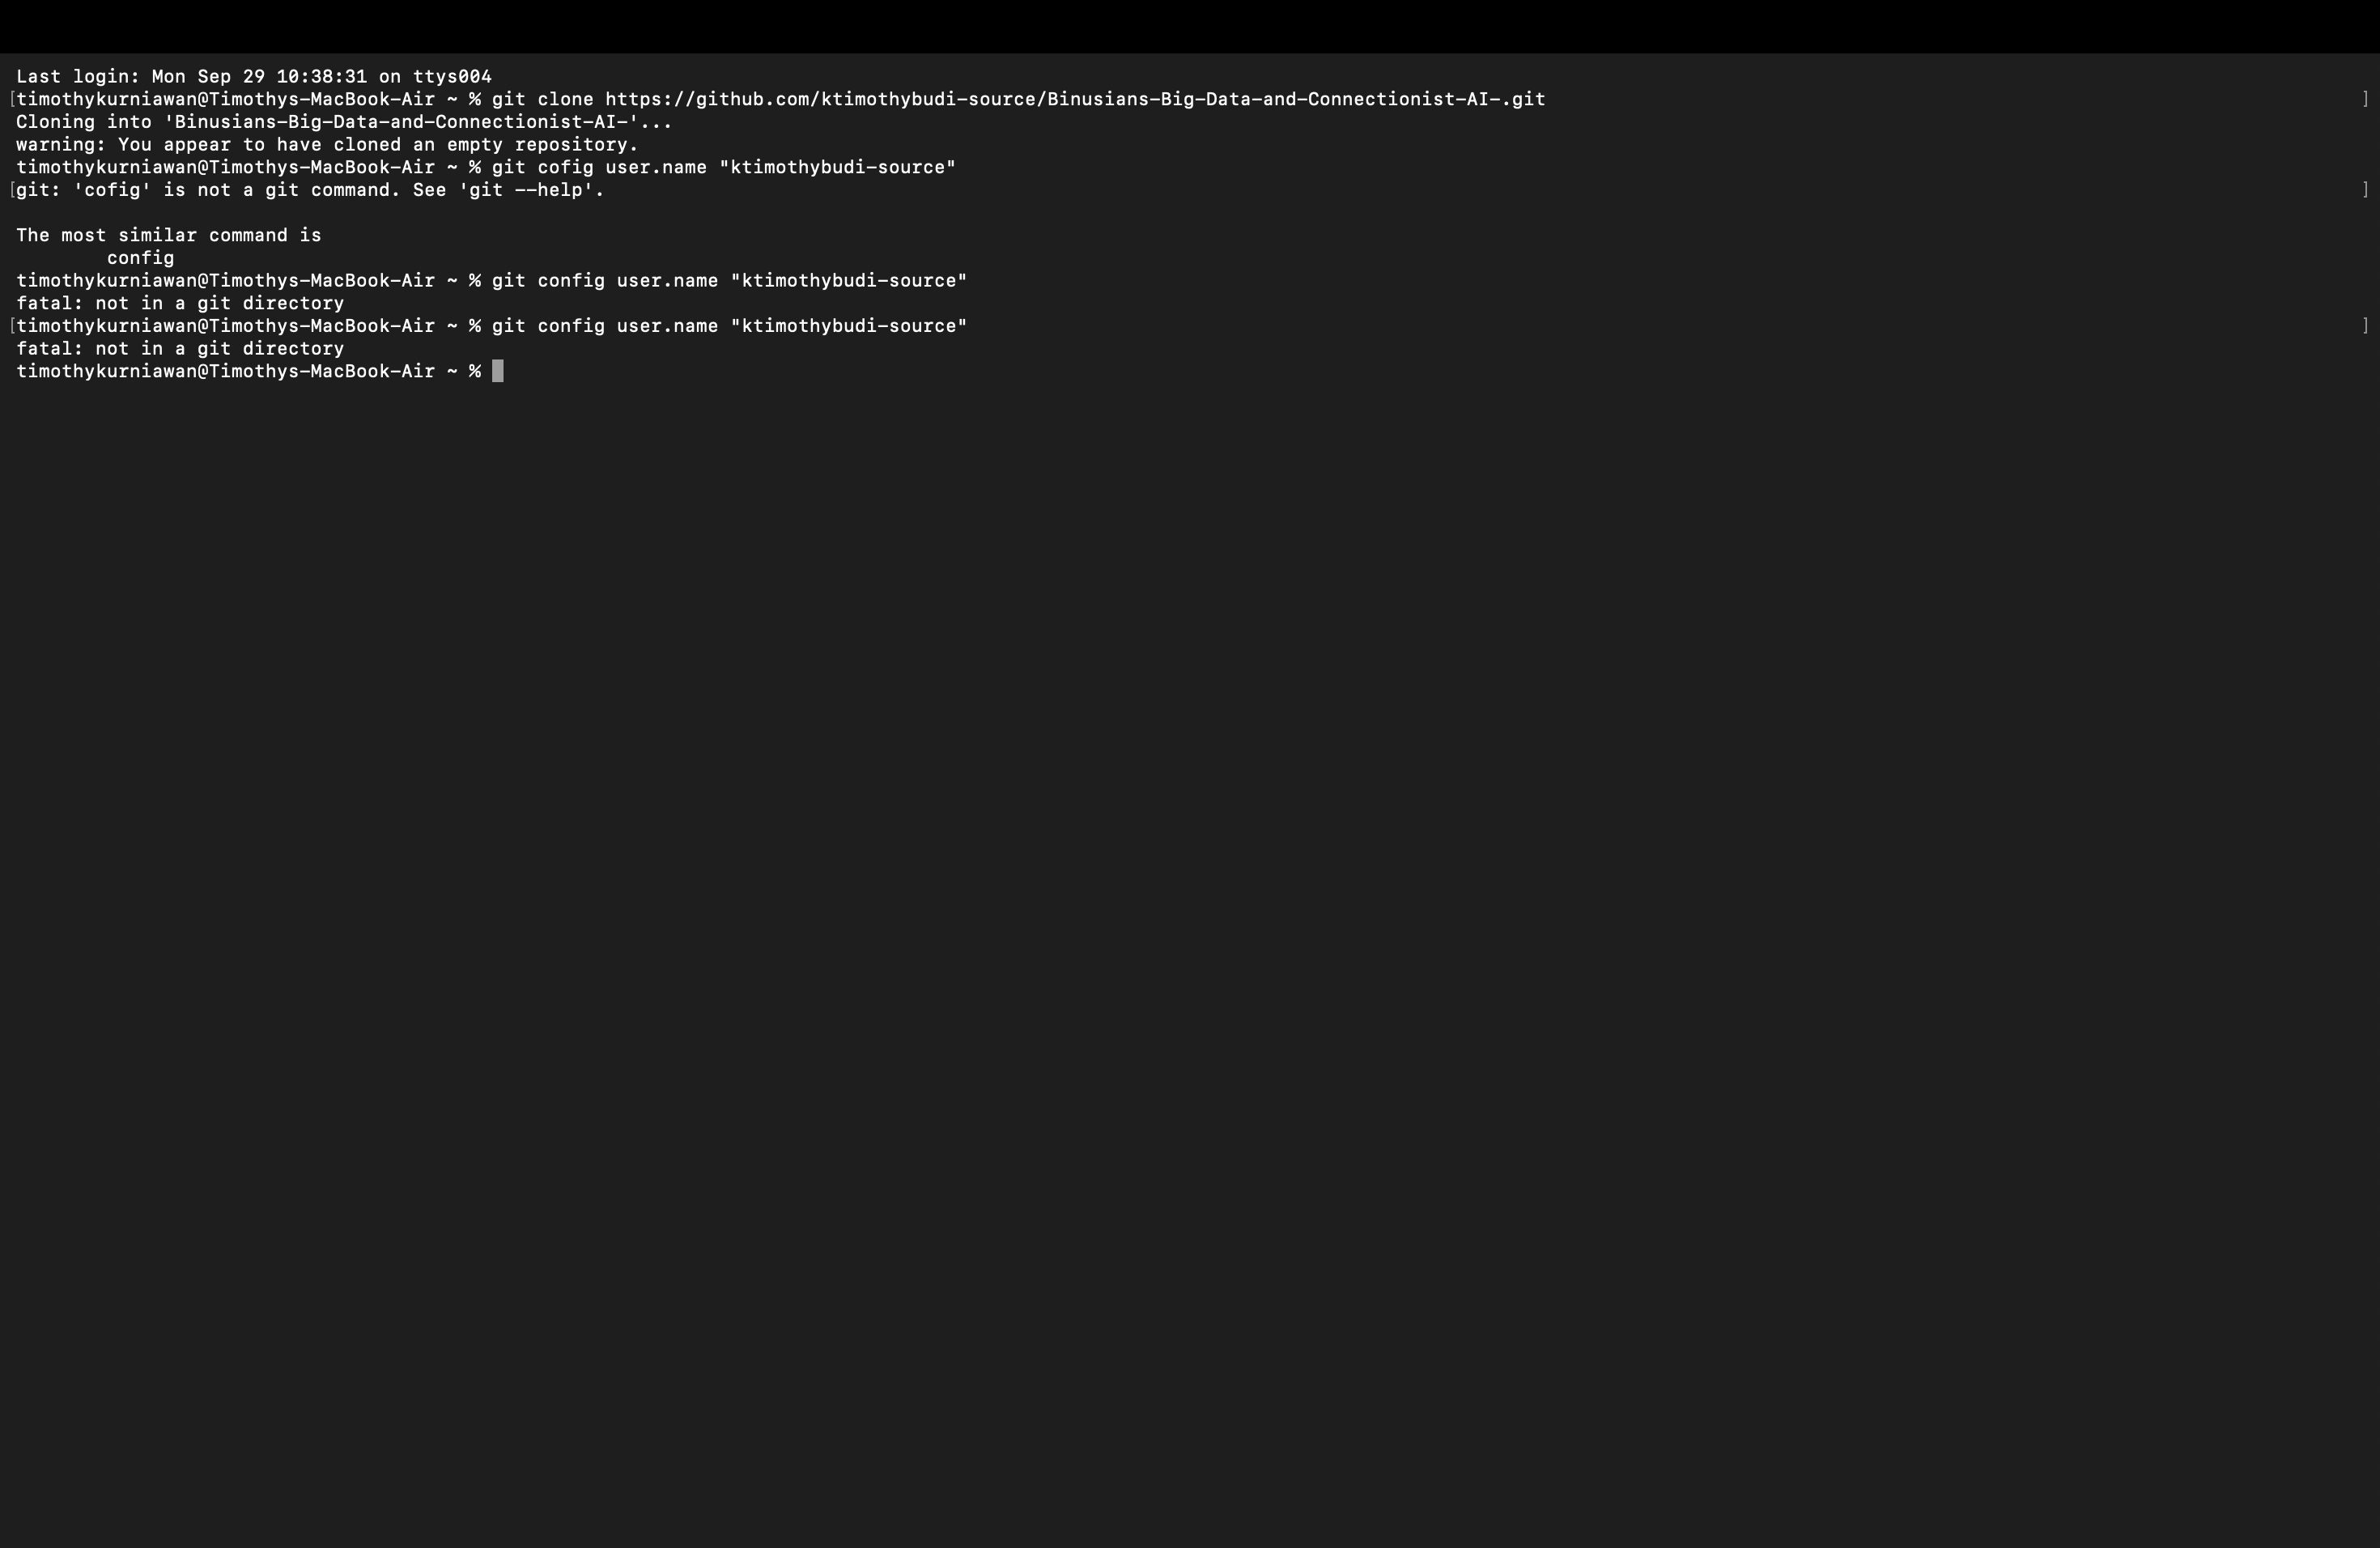 Last login: Mon Sep 29 10:38:31 on ttys004
[timothykurniawan@Timothys-MacBook-Air ~ % git clone https://github.com/ktimothybudi-source/Binusians-Big-Data-and-Connectionist-AI-.git ]
Cloning into 'Binusians-Big-Data-and-Connectionist-AI-'...
warning: You appear to have cloned an empty repository.
timothykurniawan@Timothys-MacBook-Air ~ % git cofig user.name "ktimothybudi-source"
[git: 'cofig' is not a git command. See 'git --help'. ]
The most similar command is
config
timothykurniawan@Timothys-MacBook-Air ~ % git config user.name "ktimothybudi-source"
fatal: not in a git directory
[timothykurniawan@Timothys-MacBook-Air ~ % git config user.name "ktimothybudi-source" ]
fatal: not in a git directory
timothykurniawan@Timothys-MacBook-Air ~ %